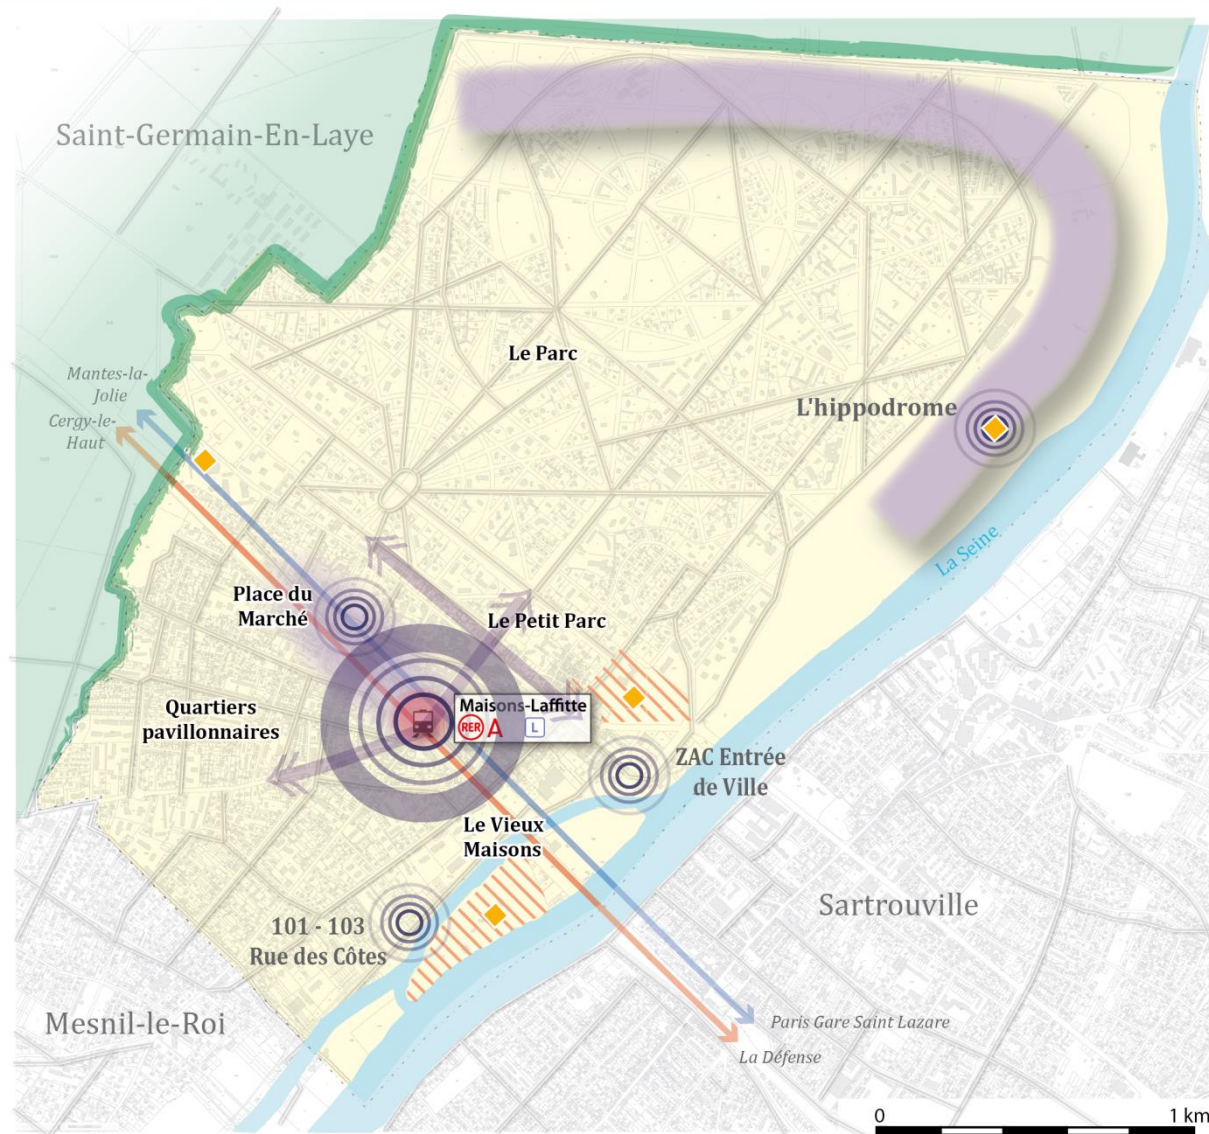 Saint-Germain-En-Laye
Le Parc
Mantes-la-
Jolie
Cergy-le-
Haut
L'hippodrome
La Seine
Place du
Marché
Le Petit Parc
Quartiers
pavillonnaires
Maisons-Laffitte
RER A L
ZAC Entrée
de Ville
Le Vieux
Maisons
Sartrouville
101 - 103
Rue des Côtes
Mesnil-le-Roi
Paris Gare Saint Lazare
La Défense
0 1 km